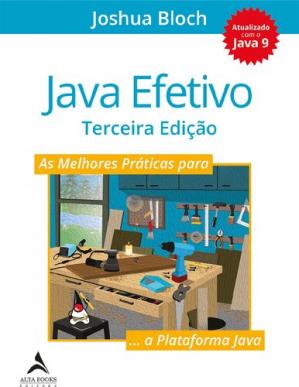 Joshua Bloch
Atualizado
com o
Java 9
Java Efetivo
Terceira Edição
As Melhores Práticas para
... a Plataforma Java
ALTA BOOKS
EDITORA